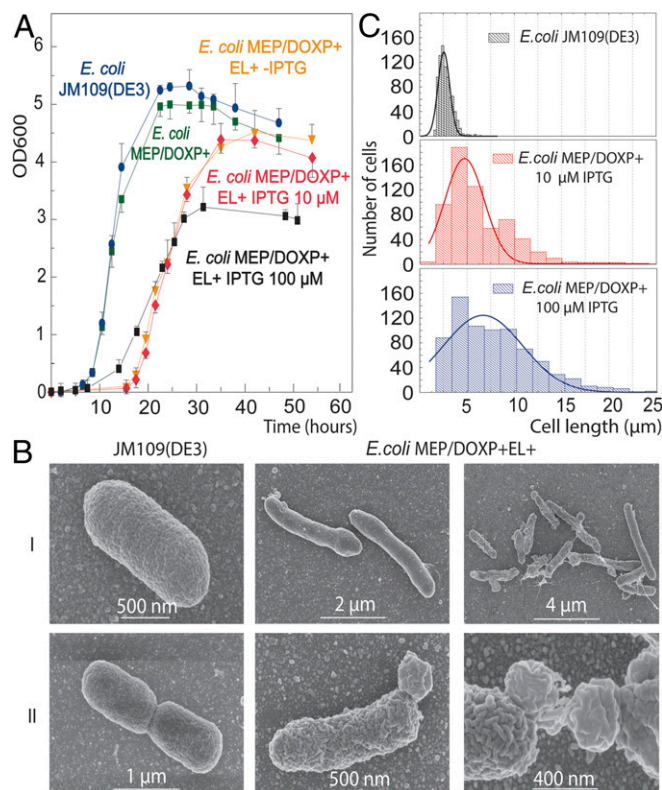 A
E. coli MEP/DOXP+
EL+ -IPTG
E. coli
JM109(DE3)
E. coli
MEP/DOXP+
E. coli MEP/DOXP+
EL+ IPTG 10 µM
E. coli MEP/DOXP+
EL+ IPTG 100 µM
OD600
6
5
4
3
2
1
0
0 10 20 30 40 50 60
Time (hours)
C
E.coli JM109(DE3)
160
120
80
40
0
E.coli MEP/DOXP+
10 µM IPTG
160
120
80
40
0
E.coli MEP/DOXP+
100 µM IPTG
160
120
80
40
0
Number of cells
5 10 15 20 25
Cell length (µm)
B
JM109(DE3)
E.coli MEP/DOXP+EL+
I
500 nm
2 µm
4 µm
II
1 µm
500 nm
400 nm